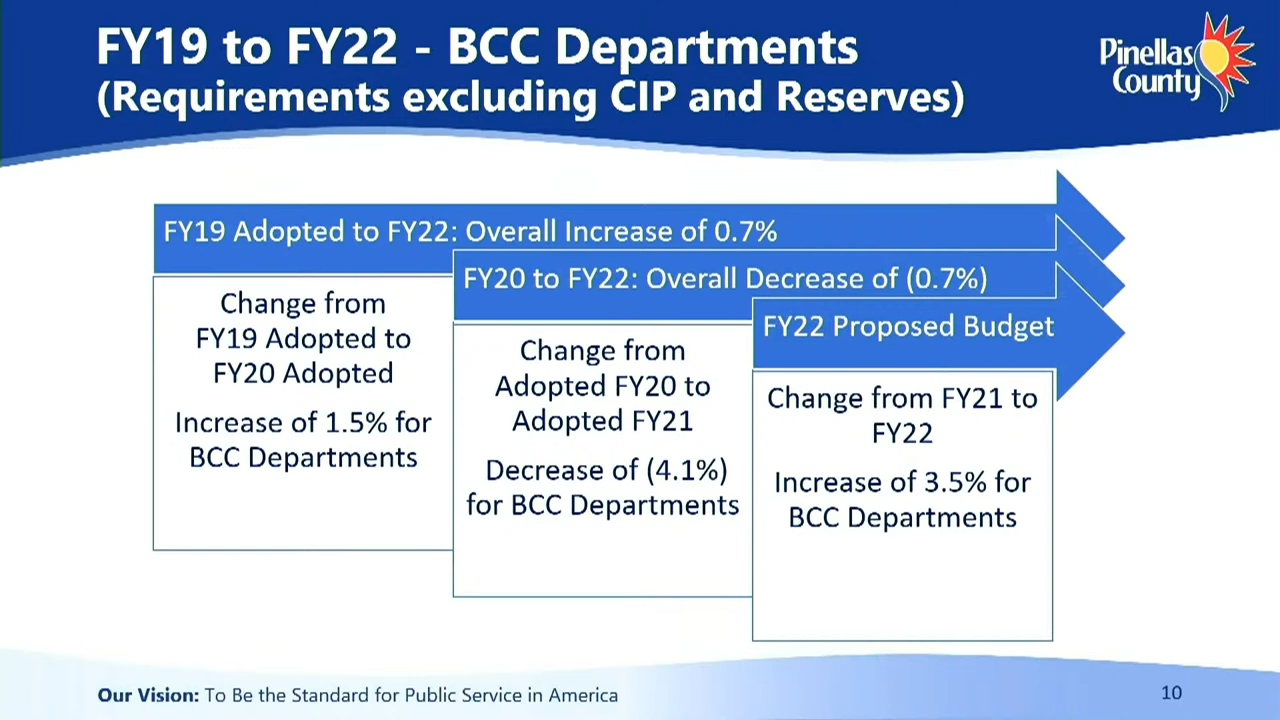 FY19 to FY22 - BCC Departments
(Requirements excluding CIP and Reserves)
Pinellas
County
FY19 Adopted to FY22: Overall Increase of 0.7%
Change from
FY19 Adopted to
FY20 Adopted
Increase of 1.5% for
BCC Departments
FY20 to FY22: Overall Decrease of (0.7%)
Change from
Adopted FY20 to
Adopted FY21
Decrease of (4.1%)
for BCC Departments
FY22 Proposed Budget
Change from FY21 to
FY22
Increase of 3.5% for
BCC Departments
Our Vision: To Be the Standard for Public Service in America
10